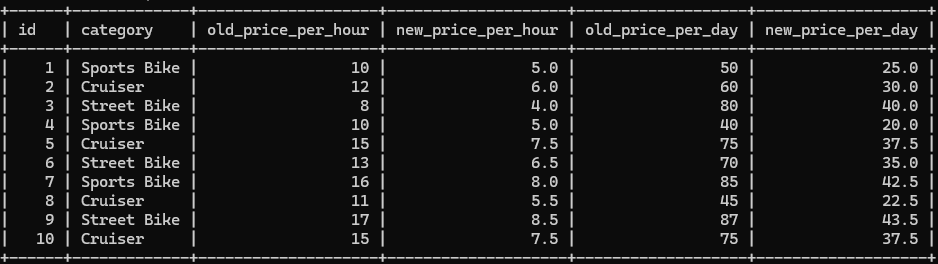 | id | category | old_price_per_hour | new_price_per_hour | old_price_per_day | new_price_per_day |
| 1 | Sports Bike | 10 | 5.0 | 50 | 25.0 |
| 2 | Cruiser | 12 | 6.0 | 60 | 30.0 |
| 3 | Street Bike | 8 | 4.0 | 80 | 40.0 |
| 4 | Sports Bike | 10 | 5.0 | 40 | 20.0 |
| 5 | Cruiser | 15 | 7.5 | 75 | 37.5 |
| 6 | Street Bike | 13 | 6.5 | 70 | 35.0 |
| 7 | Sports Bike | 16 | 8.0 | 85 | 42.5 |
| 8 | Cruiser | 11 | 5.5 | 45 | 22.5 |
| 9 | Street Bike | 17 | 8.5 | 87 | 43.5 |
| 10 | Cruiser | 15 | 7.5 | 75 | 37.5 |